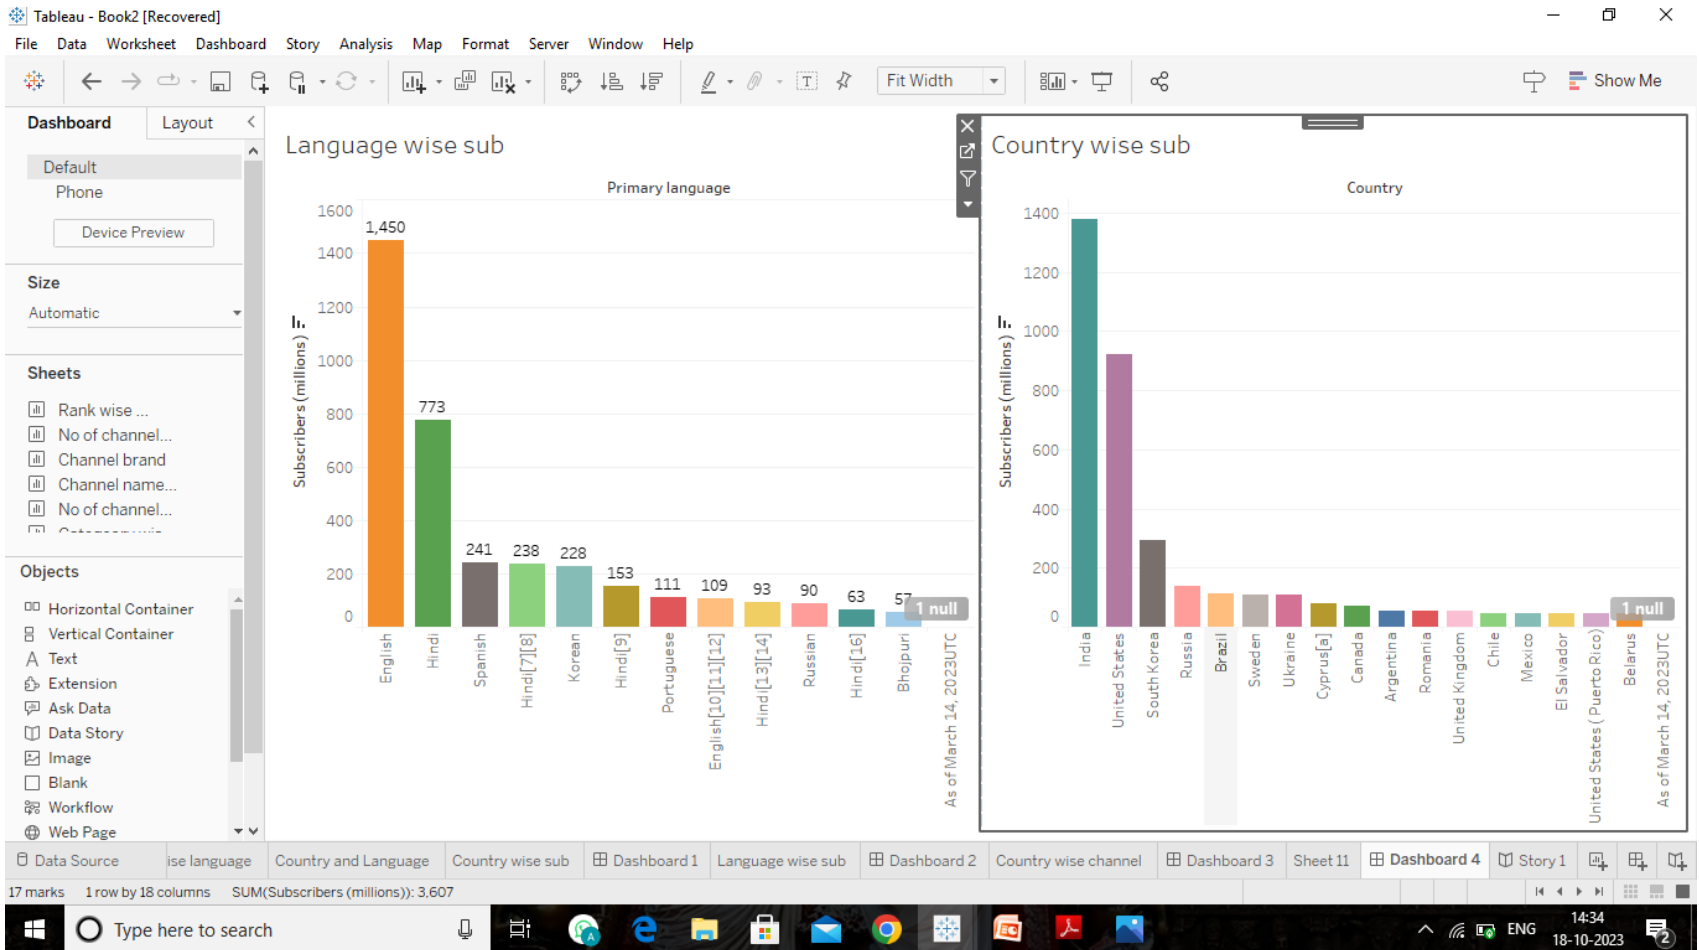 Tableau - Book2 [Recovered]
File Data Worksheet Dashboard Story Analysis Map Format Server Window Help
Fit Width
Show Me
Dashboard Layout
Default
Phone
Device Preview
Size
Automatic
Sheets
Rank wise ...
No of channel...
Channel brand
Channel name...
No of channel...
Objects
Horizontal Container
Vertical Container
Text
Extension
Ask Data
Data Story
Image
Blank
Workflow
Web Page
Language wise sub
Primary language
Subscribers (millions)
1600
1400
1200
1000
800
600
400
200
0
1,450
773
241
238
228
153
111
109
93
90
63
57
1 null
English
Hindi
Spanish
Hindi[7][8]
Korean
Hindi[9]
Portuguese
English[10][11][12]
Hindi[13][14]
Russian
Hindi[16]
Bhojpuri
As of March 14, 2023UTC
Country wise sub
Country
Subscribers (millions)
1400
1200
1000
800
600
400
200
0
1 null
India
United States
South Korea
Russia
Brazil
Sweden
Ukraine
Cyprus[a]
Canada
Argentina
Romania
United Kingdom
Chile
Mexico
El Salvador
United States ( Puerto Rico)
Belarus
As of March 14, 2023UTC
Data Source ise language Country and Language Country wise sub Dashboard 1 Language wise sub Dashboard 2 Country wise channel Dashboard 3 Sheet 11 Dashboard 4 Story 1
17 marks 1 row by 18 columns SUM(Subscribers (millions)): 3,607
Type here to search
ENG
14:34
18-10-2023
2